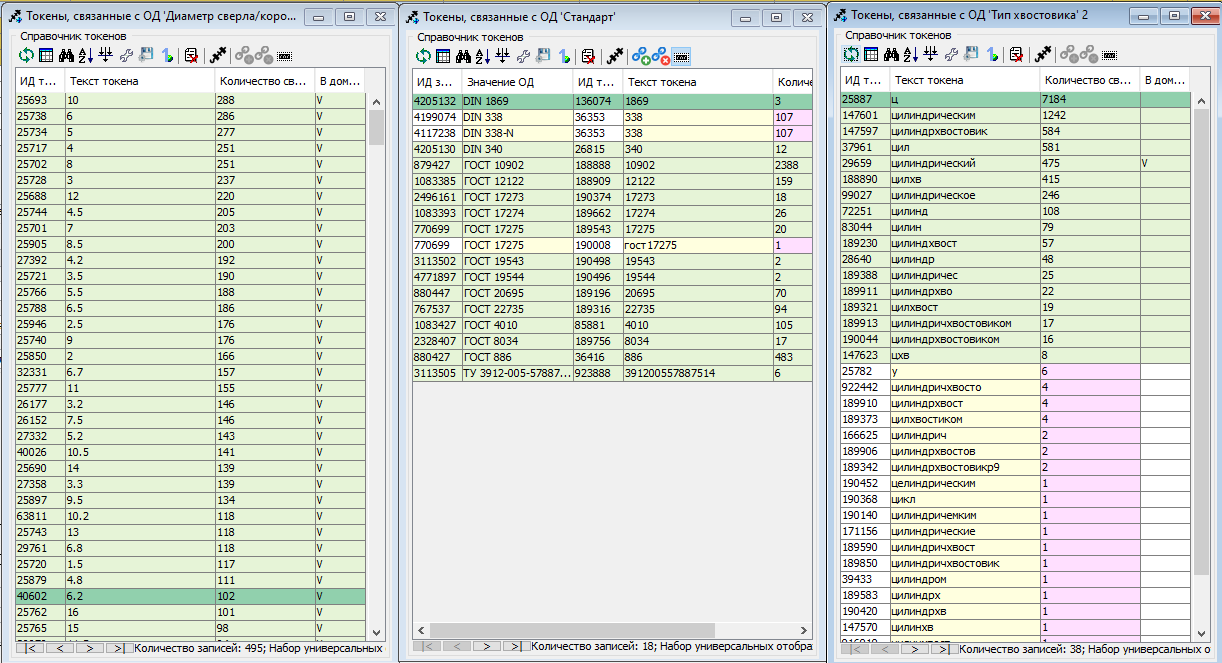 Токены, связанные с ОД 'Диаметр сверла/коро...
Справочник токенов
ИД т... Текст токена Количество св... В дом...
25693 10 288 V
25738 6 286 V
25734 5 277 V
25717 4 251 V
25702 8 251 V
25728 3 237 V
25688 12 220 V
25744 4.5 205 V
25701 7 203 V
25905 8.5 200 V
27392 4.2 192 V
25721 3.5 190 V
25766 5.5 188 V
25788 6.5 186 V
25946 2.5 176 V
25740 9 176 V
25850 2 166 V
32331 6.7 157 V
25777 11 155 V
26177 3.2 146 V
26152 7.5 146 V
27332 5.2 143 V
40026 10.5 141 V
25690 14 139 V
27358 3.3 139 V
25897 9.5 134 V
63811 10.2 118 V
25743 13 118 V
29761 6.8 118 V
25720 1.5 117 V
25879 4.8 111 V
40602 6.2 102 V
25762 16 101 V
25765 15 98 V
Количество записей: 495; Набор универсальных
Токены, связанные с ОД 'Стандарт'
Справочник токенов
ИД з... Значение ОД ИД т... Текст токена Количе
4205132 DIN 1869 136074 1869 3
4199074 DIN 338 36353 338 107
4117238 DIN 338-N 36353 338 107
4205130 DIN 340 26815 340 12
879427 ГОСТ 10902 188888 10902 2388
1083385 ГОСТ 12122 188909 12122 159
2496161 ГОСТ 17273 190374 17273 18
1083393 ГОСТ 17274 189662 17274 26
770699 ГОСТ 17275 189543 17275 20
770699 ГОСТ 17275 190008 гост17275 1
3113502 ГОСТ 19543 190498 19543 2
4771897 ГОСТ 19544 190496 19544 2
880447 ГОСТ 20695 189196 20695 70
767537 ГОСТ 22735 189316 22735 94
1083427 ГОСТ 4010 85881 4010 105
2328407 ГОСТ 8034 189756 8034 17
880427 ГОСТ 886 36416 886 483
3113505 ТУ 3912-005-57887... 923888 391200557887514 6
Количество записей: 18; Набор универсальных отобра
Токены, связанные с ОД 'Тип хвостовика' 2
Справочник токенов
ИД т... Текст токена Количество св... В дом...
25887 ц 7184
147601 цилиндрическим 1242
147597 цилиндрхвостовик 584
37961 цил 581
29659 цилиндрический 475 V
188890 цилхв 415
99027 цилиндрическое 246
72251 цилинд 108
83044 цилин 79
189230 цилиндхвост 57
28640 цилиндр 48
189388 цилиндричес 25
189911 цилиндрхво 22
189321 цилхвост 19
189913 цилиндричхвостовиком 17
190044 цилиндрхвостовиком 16
147623 цхв 8
25782 у 6
922442 цилиндричхвосто 4
189910 цилиндрхвост 4
189373 цилхвостиком 4
166625 цилиндрич 2
189906 цилиндрхвостов 2
189342 цилиндрхвостовикр9 2
190452 целиндрическим 1
190368 цикл 1
190140 цилиндричемким 1
171156 цилиндрические 1
189590 цилиндричхвост 1
189850 цилиндричхвостовик 1
39433 цилиндром 1
189583 цилиндрх 1
190420 цилиндрхв 1
147570 цилинхв 1
Количество записей: 38; Набор универсальных о